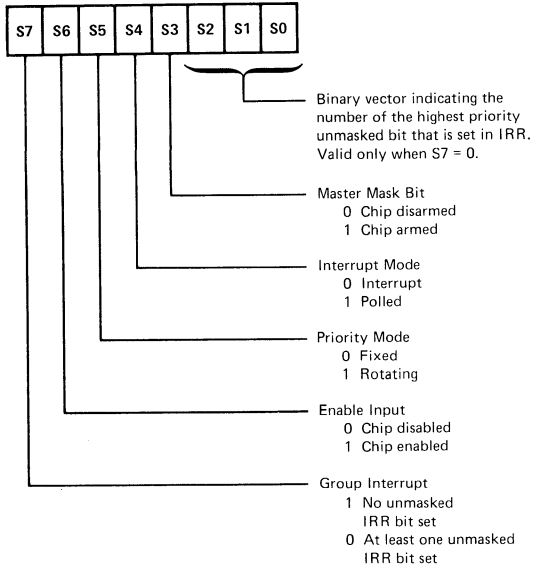 S7 S6 S5 S4 S3 S2 S1 S0
Binary vector indicating the
number of the highest priority
unmasked bit that is set in IRR.
Valid only when S7 = 0.
Master Mask Bit
0 Chip disarmed
1 Chip armed
Interrupt Mode
0 Interrupt
1 Polled
Priority Mode
0 Fixed
1 Rotating
Enable Input
0 Chip disabled
1 Chip enabled
Group Interrupt
1 No unmasked
IRR bit set
0 At least one unmasked
IRR bit set